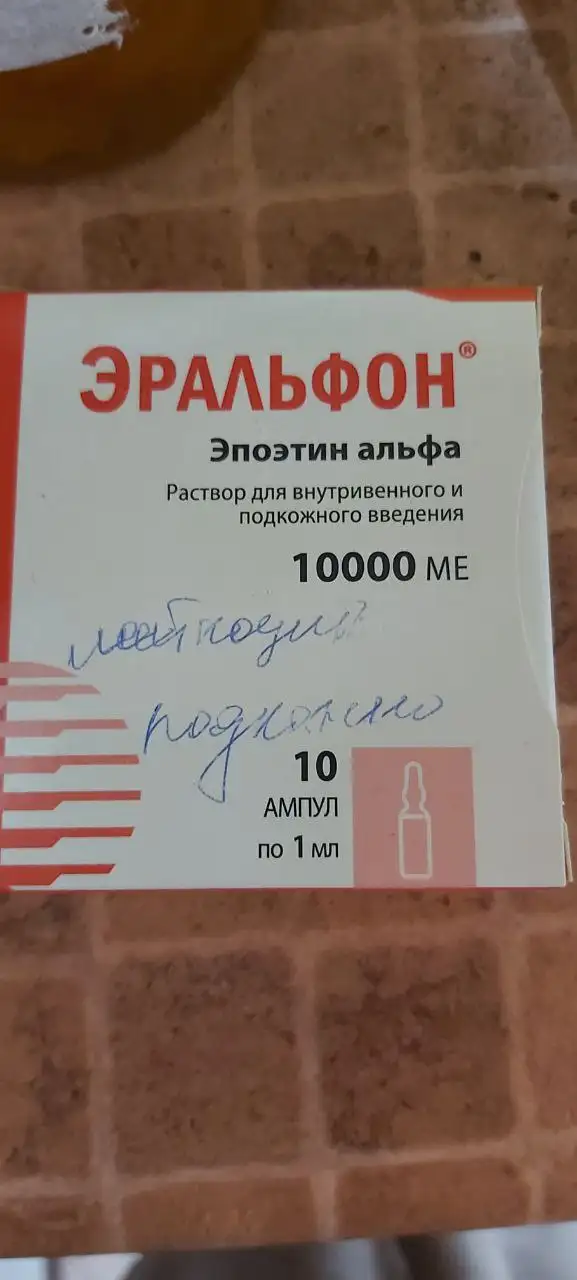 ЭРАЛЬФОН®
Эпоэтин альфа
Раствор для внутривенного и
подкожного введения
10000 МЕ
подкожно
10
АМПУЛ
по 1 мл